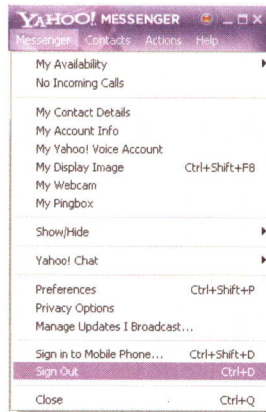 YAHOO! MESSENGER
Messenger Contacts Actions Help
My Availability
No Incoming Calls
My Contact Details
My Account Info
My Yahoo! Voice Account
My Display Image Ctrl+Shift+F8
My Webcam
My Pingbox
Show/Hide
Yahoo! Chat
Preferences Ctrl+Shift+P
Privacy Options
Manage Updates I Broadcast...
Sign in to Mobile Phone... Ctrl+Shift+D
Sign Out Ctrl+D
Close Ctrl+Q